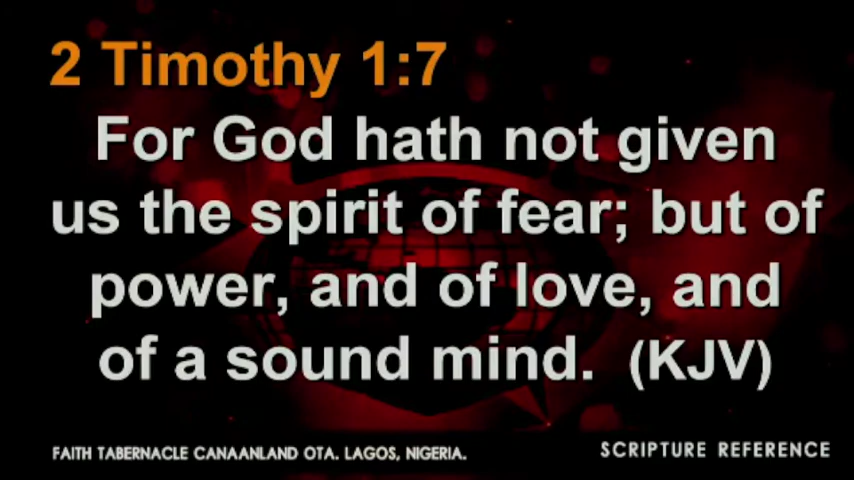 2 Timothy 1:7
For God hath not given
us the spirit of fear; but of
power, and of love, and
of a sound mind. (KJV)
FAITH TABERNACLE CANAANLAND OTA. LAGOS, NIGERIA.
SCRIPTURE REFERENCE